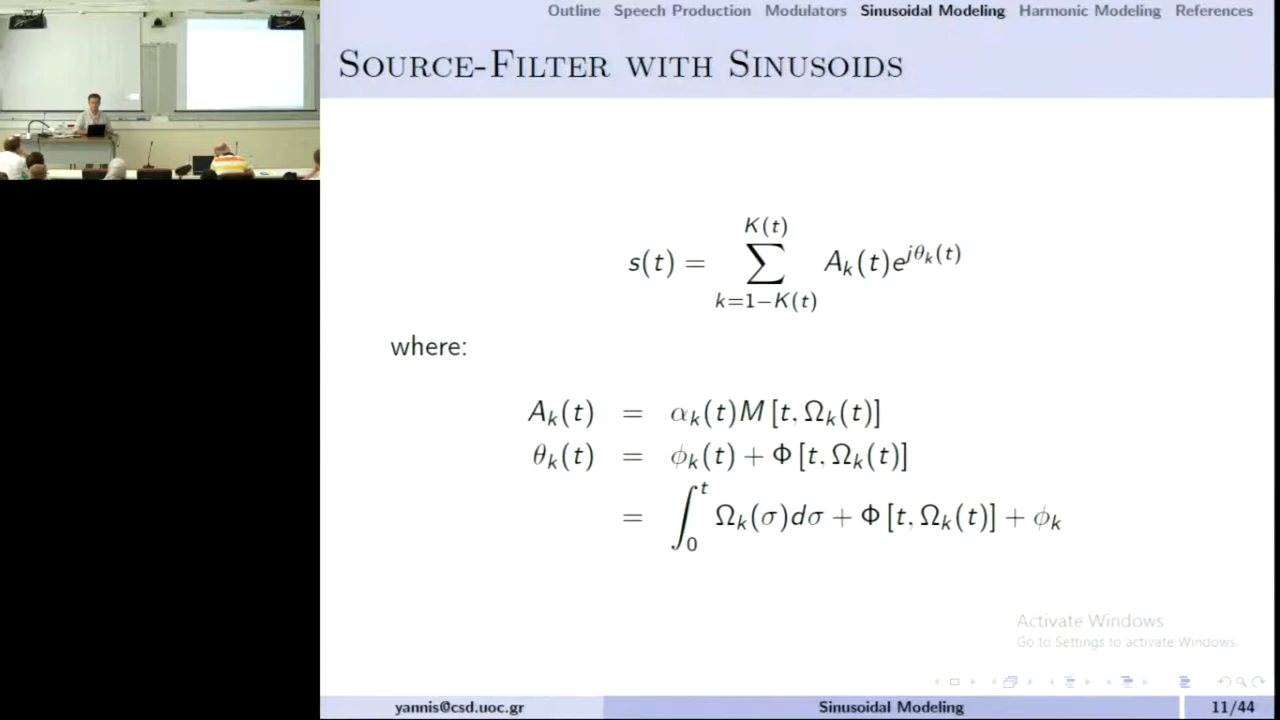 Outline Speech Production Modulators Sinusoidal Modeling Harmonic Modeling References
SOURCE-FILTER WITH SINUSOIDS
s(t) = ∑_{k=1−K(t)}^{K(t)} A_k(t)e^{jθ_k(t)}
where:
A_k(t) = α_k(t)M [t, Ω_k(t)]
θ_k(t) = ϕ_k(t) + Φ [t, Ω_k(t)]
= ∫_0^t Ω_k(σ)dσ + Φ [t, Ω_k(t)] + ϕ_k
Activate Windows
Go to Settings to activate Windows.
yannis@csd.uoc.gr Sinusoidal Modeling 11/44